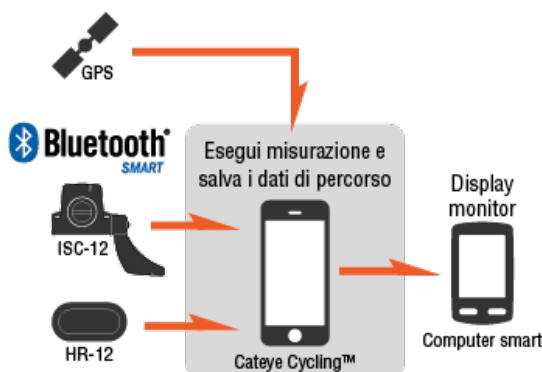 GPS
Bluetooth®
SMART
Esegui misurazione e
salva i dati di percorso
ISC-12
HR-12
Cateye Cycling™
Display
monitor
Computer smart